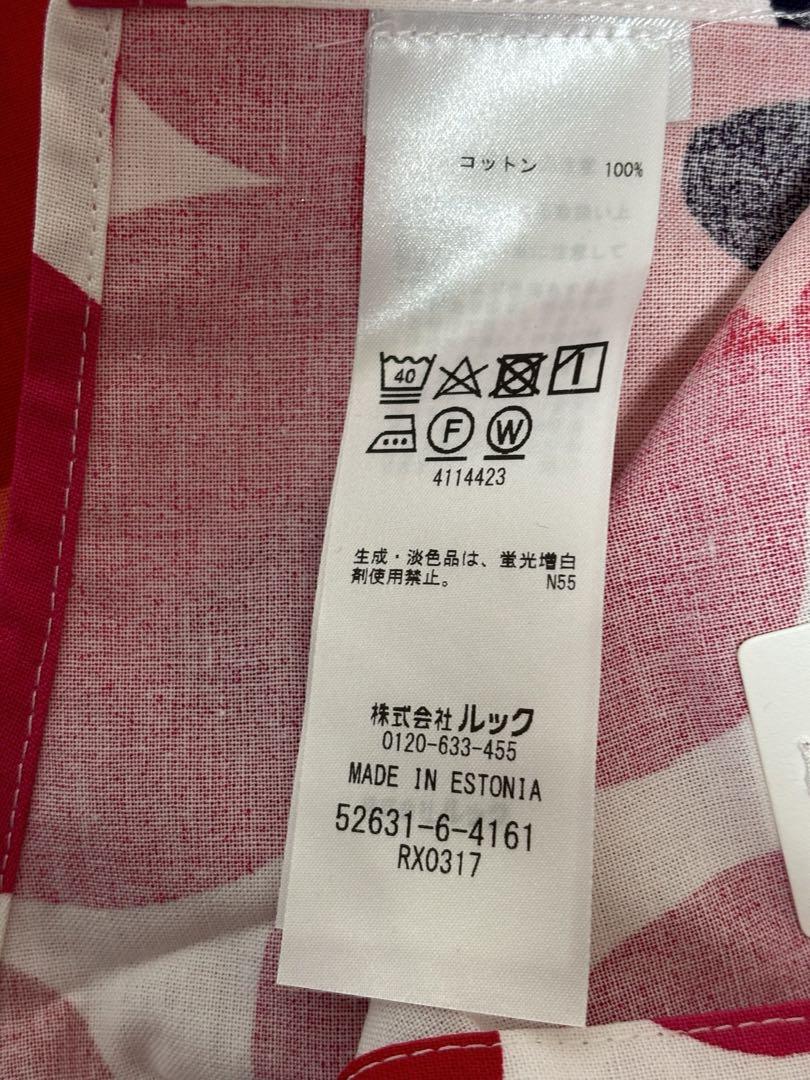 コットン 100%
40
F W
4114423
生成・淡色品は、蛍光増白
剤使用禁止。 N55
株式会社ルック
0120-633-455
MADE IN ESTONIA
52631-6-4161
RX0317